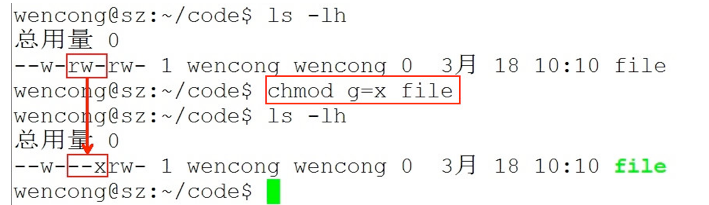 wencong@sz:~/code$ ls -lh
总用量 0
--w-rw-rw- 1 wencong wencong 0  3月 18 10:10 file
wencong@sz:~/code$ chmod g=x file
wencong@sz:~/code$ ls -lh
总用量 0
--w---xrw- 1 wencong wencong 0  3月 18 10:10 file
wencong@sz:~/code$